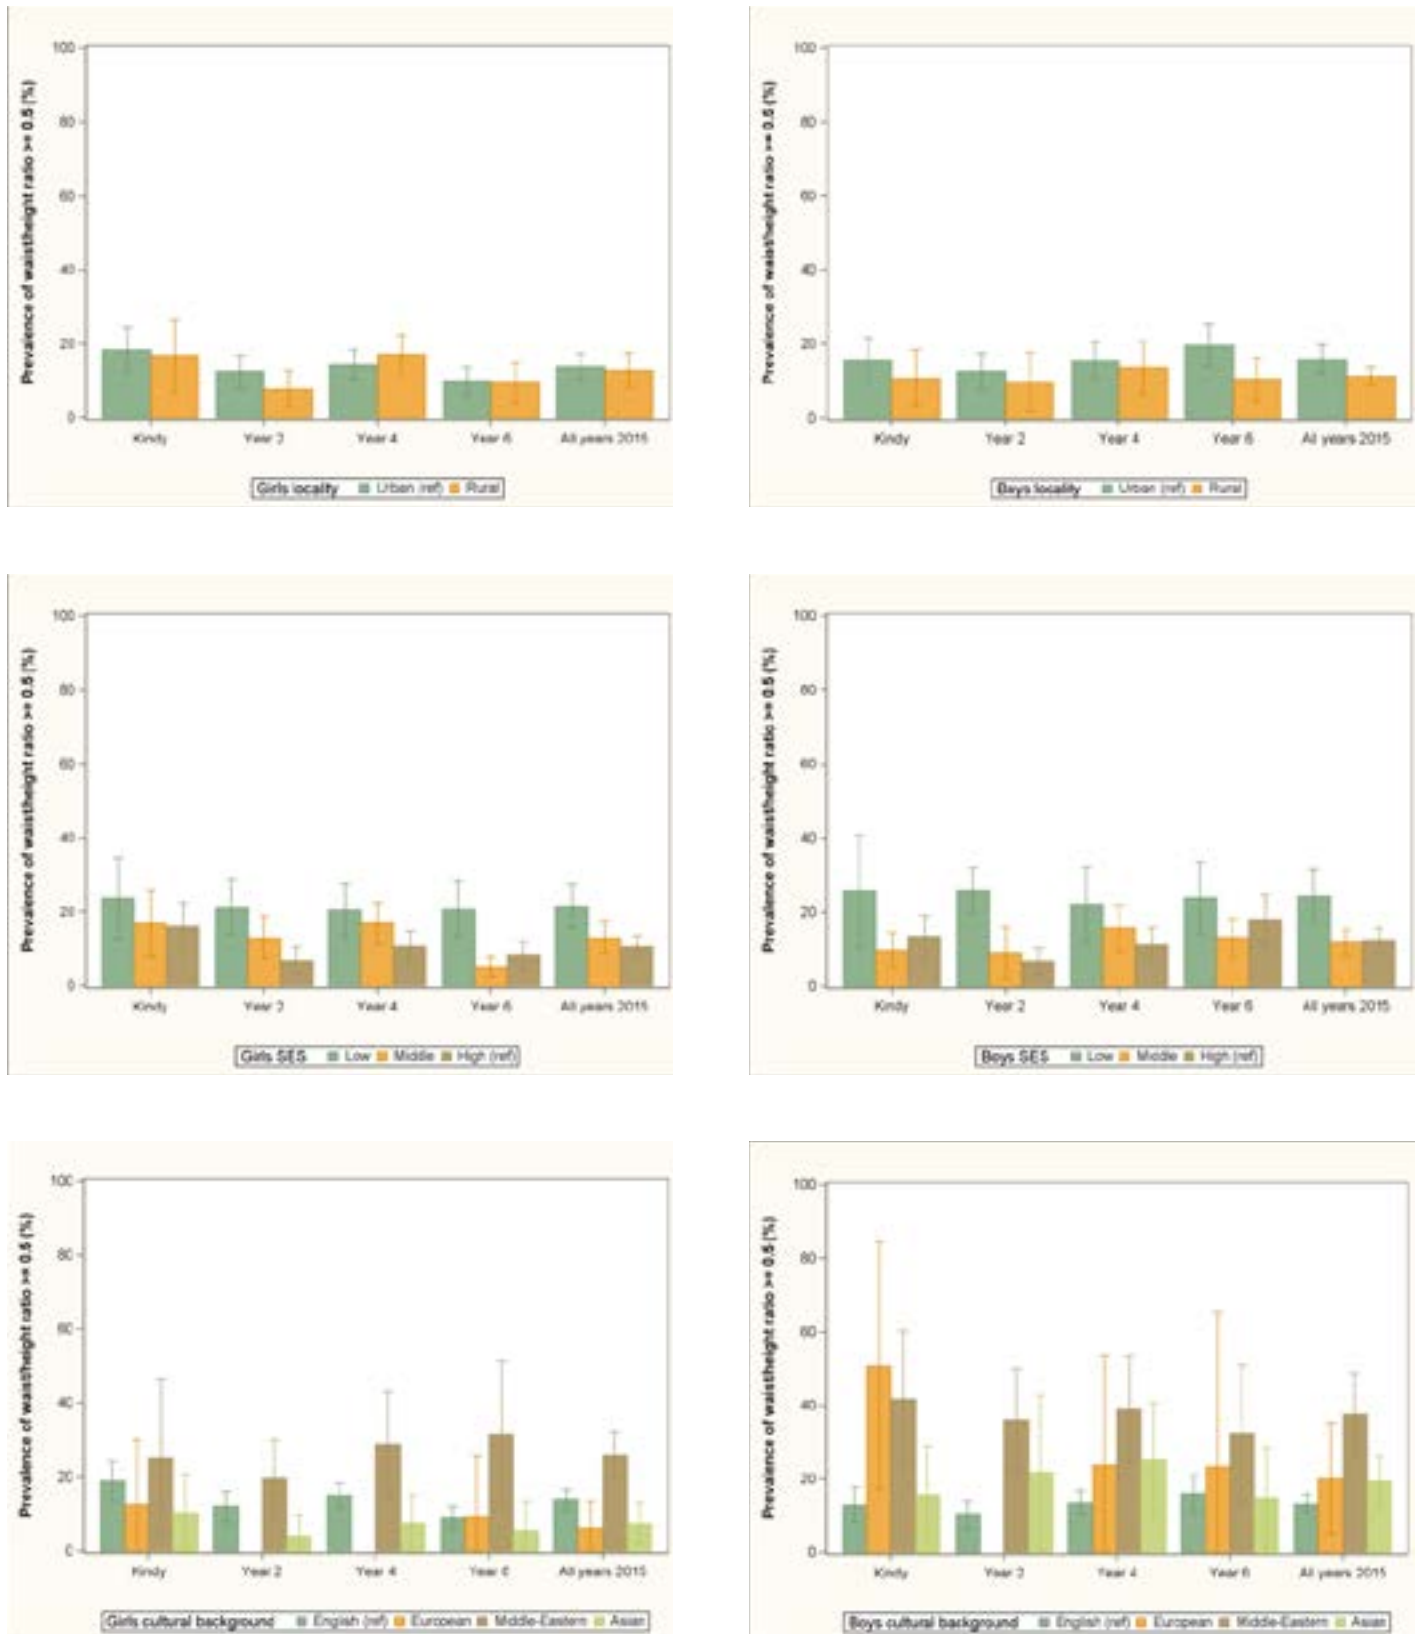 Prevalence of waist/height ratio >= 0.5 (%)
100
80
60
40
20
0
Kindy Year 2 Year 4 Year 6 All years 2015
Girls locality Urban (ref) Rural
Prevalence of waist/height ratio >= 0.5 (%)
100
80
60
40
20
0
Kindy Year 2 Year 4 Year 6 All years 2015
Boys locality Urban (ref) Rural
Prevalence of waist/height ratio >= 0.5 (%)
100
80
60
40
20
0
Kindy Year 2 Year 4 Year 6 All years 2015
Girls SES Low Middle High (ref)
Prevalence of waist/height ratio >= 0.5 (%)
100
80
60
40
20
0
Kindy Year 2 Year 4 Year 6 All years 2015
Boys SES Low Middle High (ref)
Prevalence of waist/height ratio >= 0.5 (%)
100
80
60
40
20
0
Kindy Year 2 Year 4 Year 6 All years 2015
Girls cultural background English (ref) European Middle-Eastern Asian
Prevalence of waist/height ratio >= 0.5 (%)
100
80
60
40
20
0
Kindy Year 2 Year 4 Year 6 All years 2015
Boys cultural background English (ref) European Middle-Eastern Asian